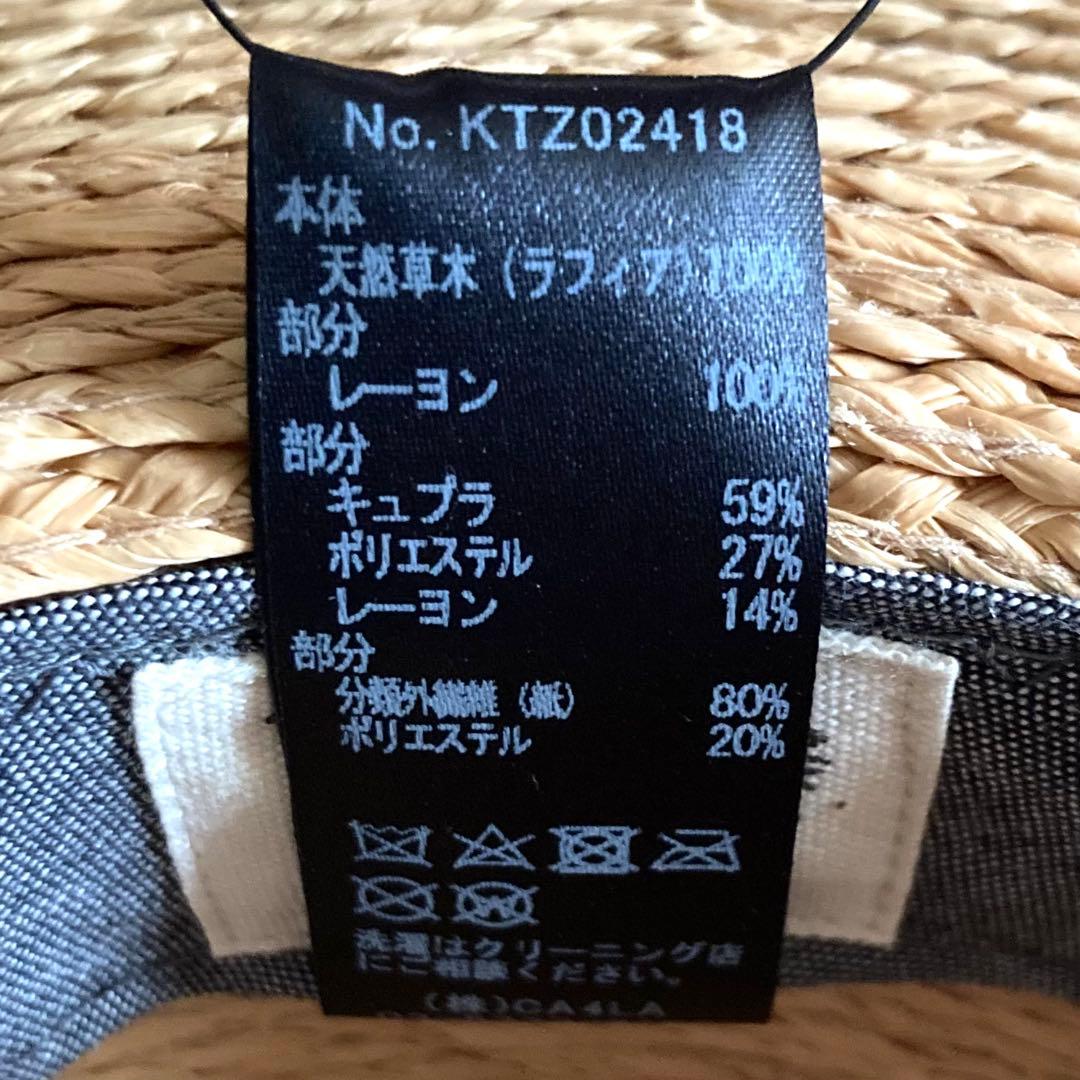 No. KTZ02418
本体
天然草木 (ラフィア) 100%
部分
レーヨン 100%
部分
キュプラ 59%
ポリエステル 27%
レーヨン 14%
部分
分類外繊維 (紙) 80%
ポリエステル 20%
洗濯はクリーニング店
にご相談ください。
(株)CA4LA